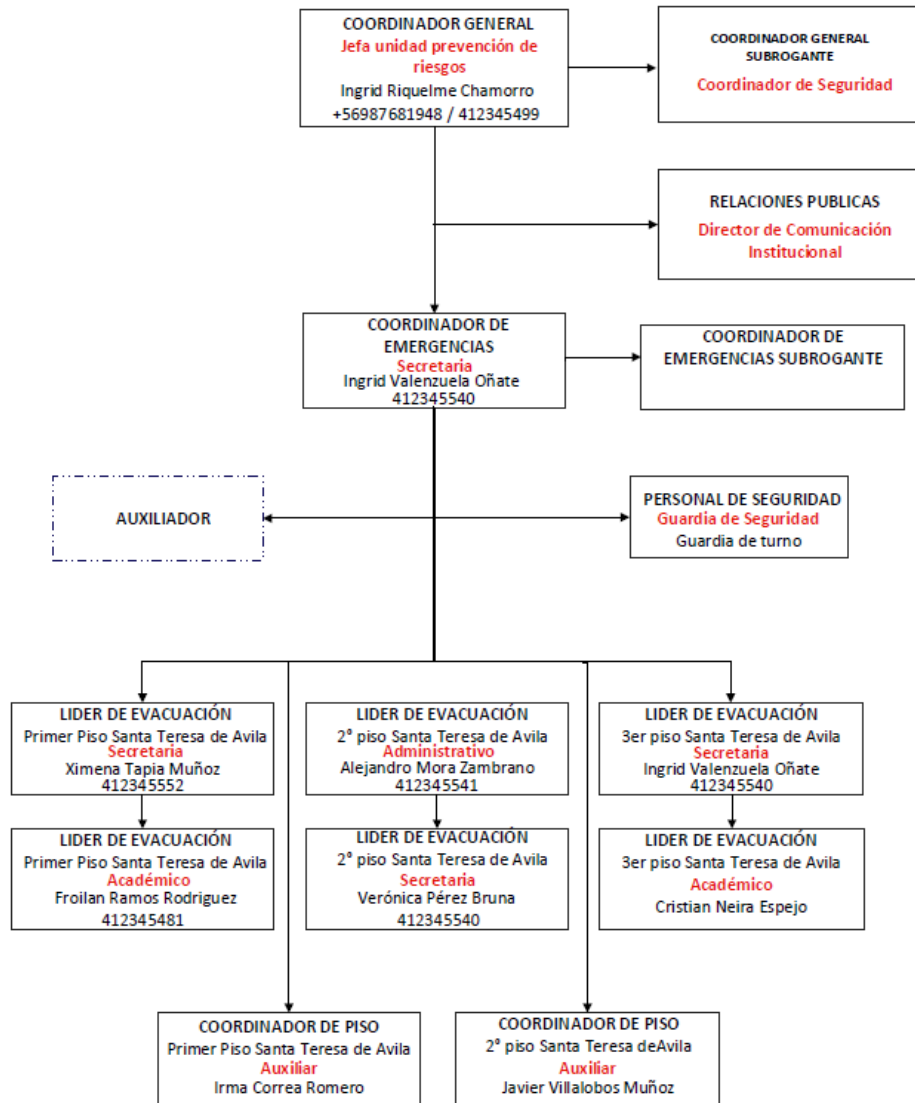 COORDINADOR GENERAL
Jefa unidad prevención de
riesgos
Ingrid Riquelme Chamorro
+56987681948 / 412345499
COORDINADOR GENERAL
SUBROGANTE
Coordinador de Seguridad
RELACIONES PUBLICAS
Director de Comunicación
Institucional
COORDINADOR DE
EMERGENCIAS
Secretaria
Ingrid Valenzuela Oñate
412345540
COORDINADOR DE
EMERGENCIAS SUBROGANTE
AUXILIADOR
PERSONAL DE SEGURIDAD
Guardia de Seguridad
Guardia de turno
LIDER DE EVACUACIÓN
Primer Piso Santa Teresa de Avila
Secretaria
Ximena Tapia Muñoz
412345552
LIDER DE EVACUACIÓN
2° piso Santa Teresa de Avila
Administrativo
Alejandro Mora Zambrano
412345541
LIDER DE EVACUACIÓN
3er piso Santa Teresa de Avila
Secretaria
Ingrid Valenzuela Oñate
412345540
LIDER DE EVACUACIÓN
Primer Piso Santa Teresa de Avila
Académico
Froilan Ramos Rodriguez
412345481
LIDER DE EVACUACIÓN
2° piso Santa Teresa de Avila
Secretaria
Verónica Pérez Bruna
412345540
LIDER DE EVACUACIÓN
3er piso Santa Teresa de Avila
Académico
Cristian Neira Espejo
COORDINADOR DE PISO
Primer Piso Santa Teresa de Avila
Auxiliar
Irma Correa Romero
COORDINADOR DE PISO
2° piso Santa Teresa deAvila
Auxiliar
Javier Villalobos Muñoz